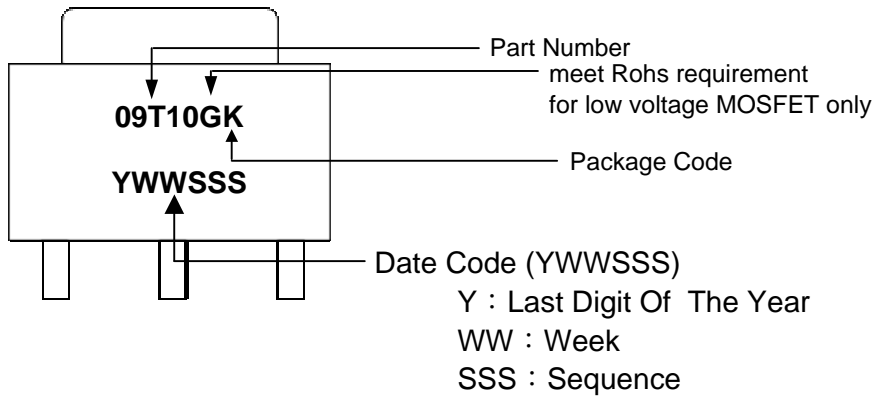 Part Number
meet Rohs requirement
for low voltage MOSFET only
09T10GK
Package Code
YWWSSS
Date Code (YWWSSS)
Y：Last Digit Of The Year
WW：Week
SSS：Sequence